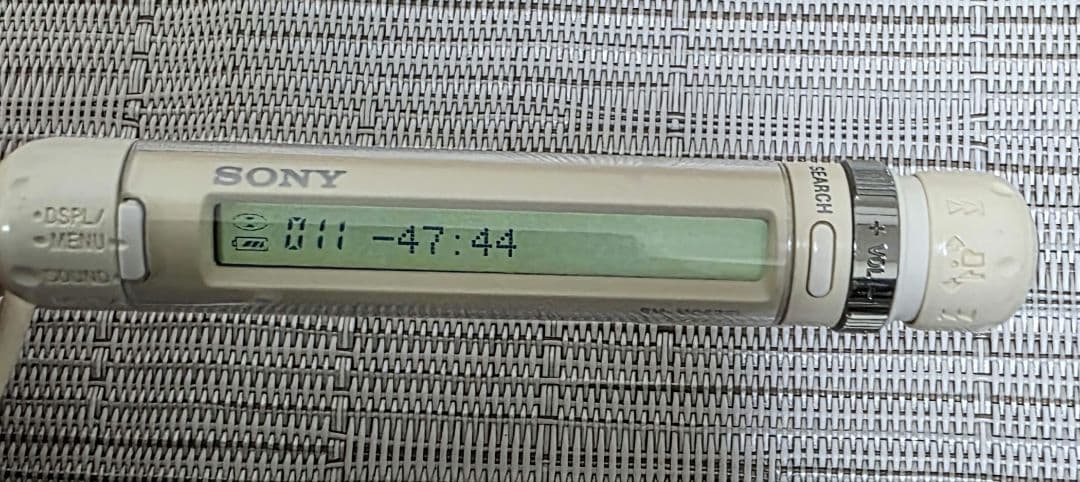 SONY
•DSPL/
MENU
SOUND
011 -47:44
SEARCH
+ VOL -